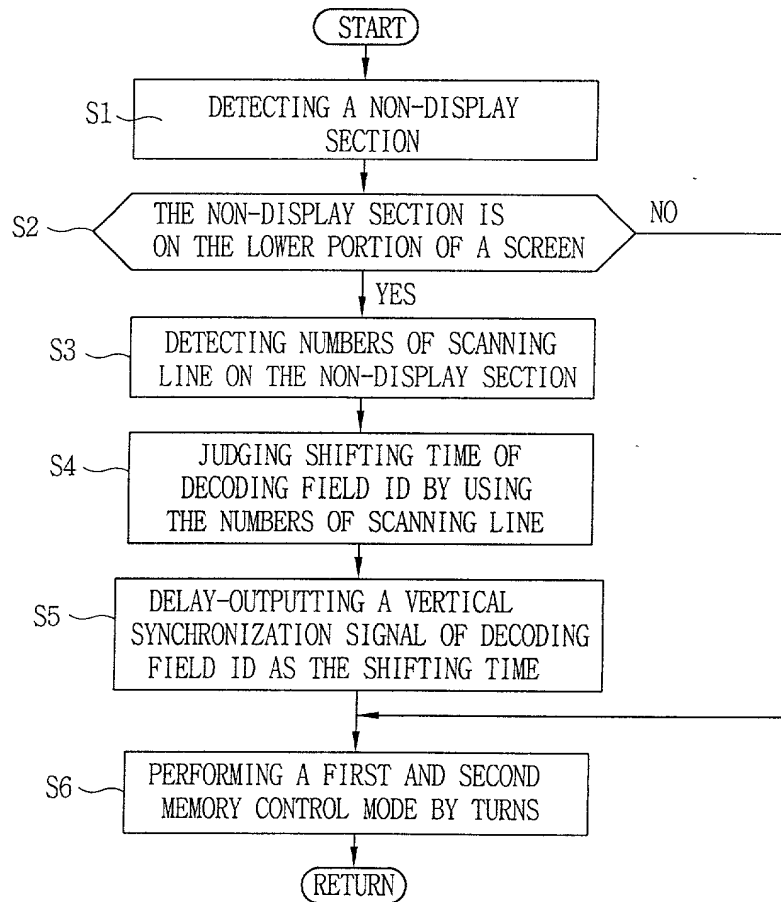 START
S1
DETECTING A NON-DISPLAY
SECTION
S2
THE NON-DISPLAY SECTION IS
ON THE LOWER PORTION OF A SCREEN
NO
YES
S3
DETECTING NUMBERS OF SCANNING
LINE ON THE NON-DISPLAY SECTION
S4
JUDGING SHIFTING TIME OF
DECODING FIELD ID BY USING
THE NUMBERS OF SCANNING LINE
S5
DELAY-OUTPUTTING A VERTICAL
SYNCHRONIZATION SIGNAL OF DECODING
FIELD ID AS THE SHIFTING TIME
S6
PERFORMING A FIRST AND SECOND
MEMORY CONTROL MODE BY TURNS
RETURN